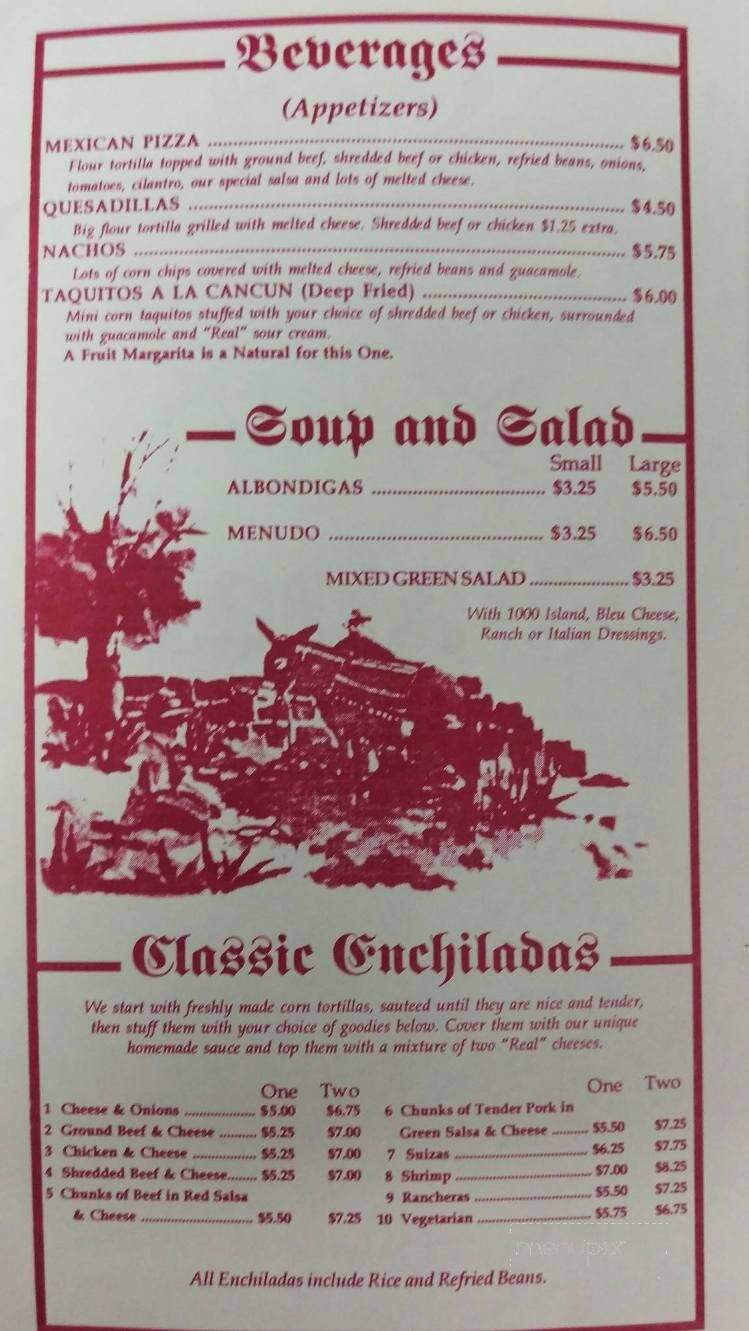 Beverages
(Appetizers)
MEXICAN PIZZA ........ $6.50
Flour tortilla topped with ground beef, shredded beef or chicken, refried beans, onions,
tomatoes, cilantro, our special salsa and lots of melted cheese.
QUESADILLAS ........ $4.50
Big flour tortilla grilled with melted cheese. Shredded beef or chicken $1.25 extra.
NACHOS ........ $5.75
Lots of corn chips covered with melted cheese, refried beans and guacamole.
TAQUITOS A LA CANCUN (Deep Fried) ........ $6.00
Mini corn taquitos stuffed with your choice of shredded beef or chicken, surrounded
with guacamole and "Real" sour cream.
A Fruit Margarita is a Natural for this One.
Soup and Salad
Small Large
ALBONDIGAS ........ $3.25 $5.50
MENUDO ........ $3.25 $6.50
MIXED GREEN SALAD ........ $3.25
With 1000 Island, Bleu Cheese,
Ranch or Italian Dressings.
Classic Enchiladas
We start with freshly made corn tortillas, sauteed until they are nice and tender,
then stuff them with your choice of goodies below. Cover them with our unique
homemade sauce and top them with a mixture of two "Real" cheeses.
One Two
1 Cheese & Onions ........ $5.00 $6.75
2 Ground Beef & Cheese ........ $5.25 $7.00
3 Chicken & Cheese ........ $5.25 $7.00
4 Shredded Beef & Cheese ........ $5.25 $7.00
5 Chunks of Beef in Red Salsa
& Cheese ........ $5.50 $7.25
One Two
6 Chunks of Tender Pork in
Green Salsa & Cheese ........ $5.50 $7.25
7 Suizas ........ $6.25 $7.75
8 Shrimp ........ $7.00 $8.25
9 Rancheras ........ $5.50 $7.25
10 Vegetarian ........ $5.75 $6.75
menupix
All Enchiladas include Rice and Refried Beans.